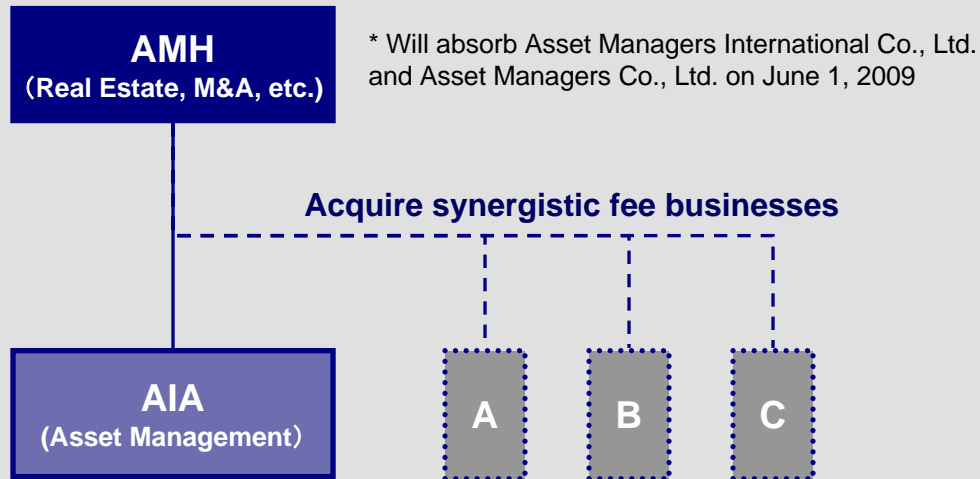 AMH
（Real Estate, M&A, etc.)
* Will absorb Asset Managers International Co., Ltd.
and Asset Managers Co., Ltd. on June 1, 2009
Acquire synergistic fee businesses
AIA
(Asset Management）
A
B
C